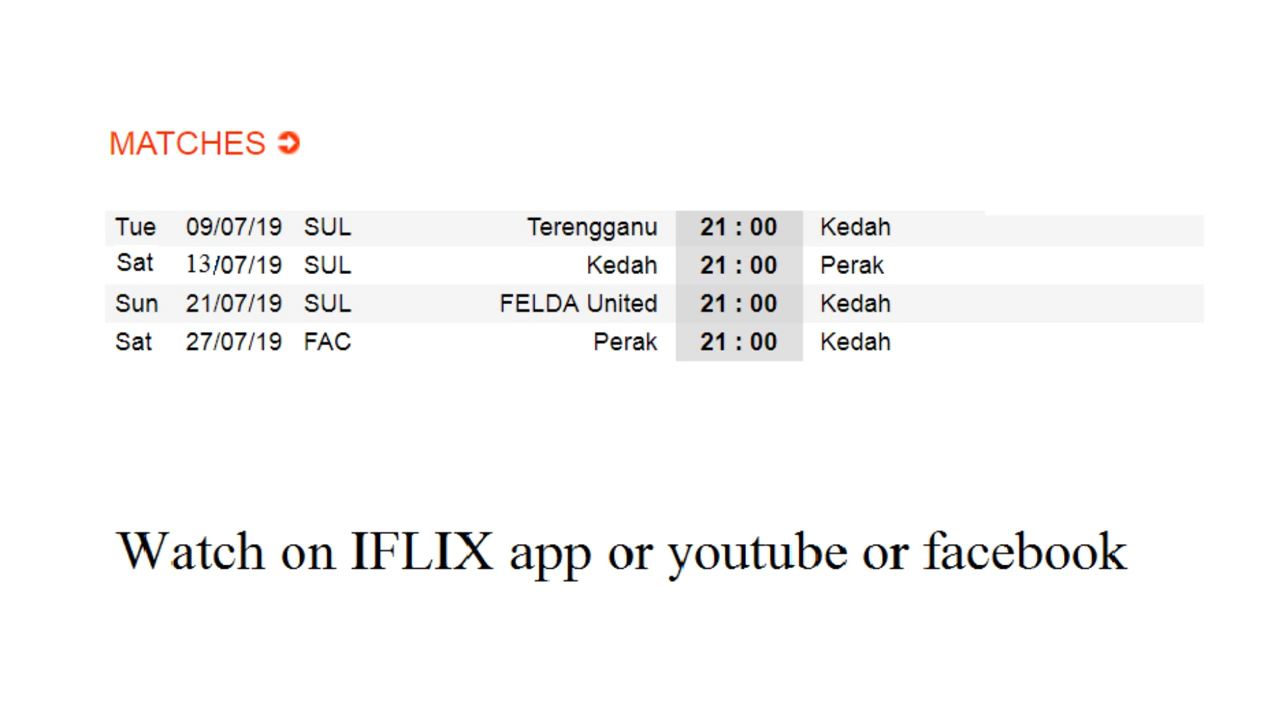 MATCHES
Tue 09/07/19 SUL Terengganu 21 : 00 Kedah
Sat 13/07/19 SUL Kedah 21 : 00 Perak
Sun 21/07/19 SUL FELDA United 21 : 00 Kedah
Sat 27/07/19 FAC Perak 21 : 00 Kedah
Watch on IFLIX app or youtube or facebook